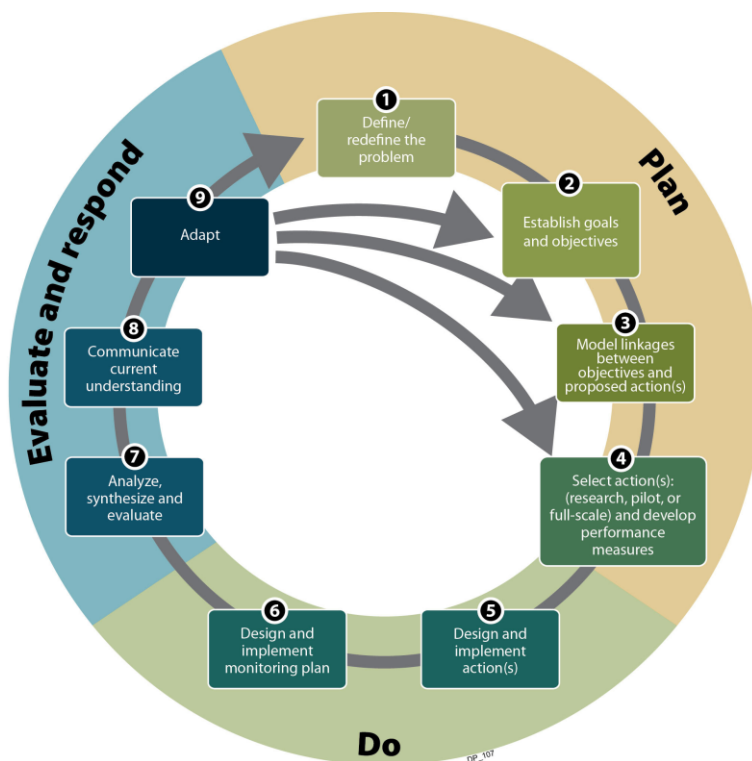 Plan
1
Define/
redefine the
problem
2
Establish goals
and objectives
3
Model linkages
between
objectives and
proposed action(s)
4
Select action(s):
(research, pilot, or
full-scale) and develop
performance
measures
Do
5
Design and
implement
action(s)
6
Design and
implement
monitoring plan
Evaluate and respond
7
Analyze,
synthesize and
evaluate
8
Communicate
current
understanding
9
Adapt
DP_107